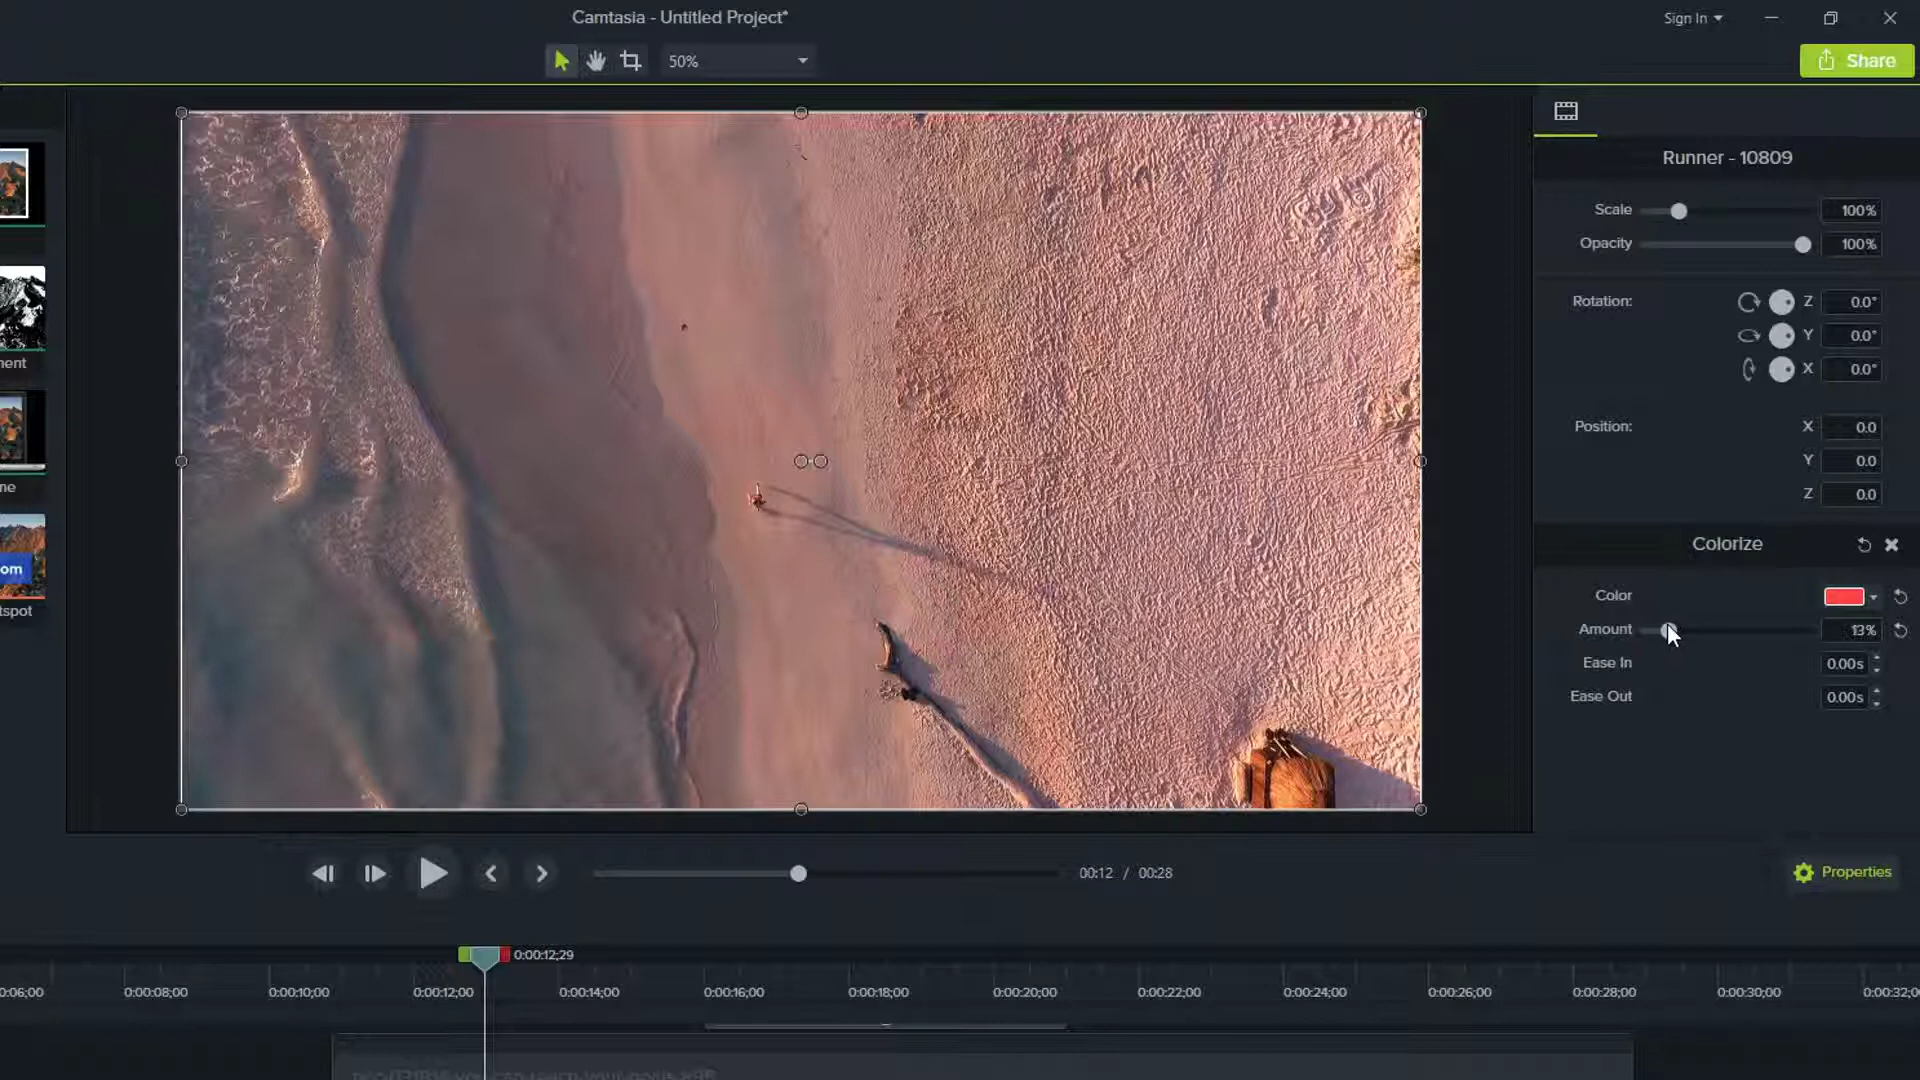 Camtasia - Untitled Project*
Sign In
50%
Share
Runner - 10809
Scale 100%
Opacity 100%
Rotation: Z 0.0°
Y 0.0°
X 0.0°
Position: X 0.0
Y 0.0
Z 0.0
Colorize
Color
Amount 13%
Ease In 0.00s
Ease Out 0.00s
nent
ne
om
tspot
00:12 / 00:28
Properties
0:00:12;29
0:06;00 0:00:08;00 0:00:10;00 0:00:12;00 0:00:14;00 0:00:16;00 0:00:18;00 0:00:20;00 0:00:22;00 0:00:24;00 0:00:26;00 0:00:28;00 0:00:30;00 0:00:32;0